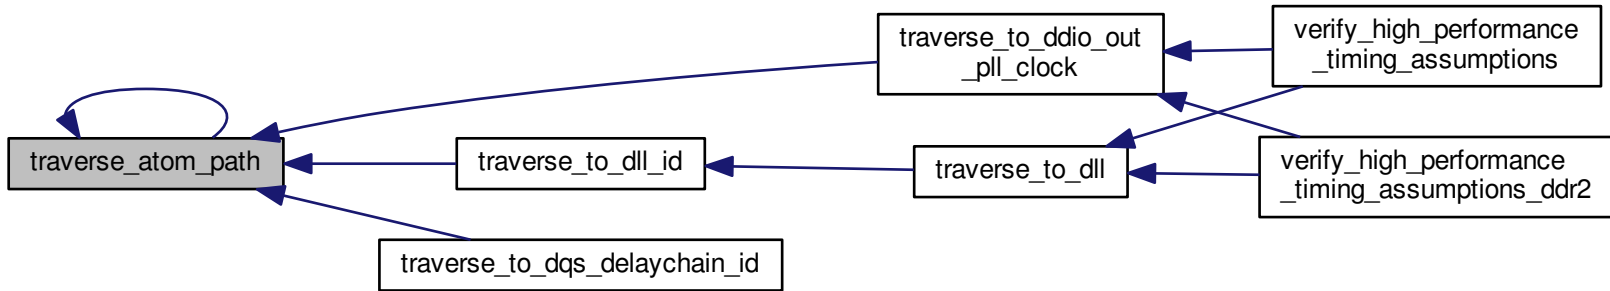 traverse_to_ddio_out
_pll_clock
verify_high_performance
_timing_assumptions
traverse_atom_path
traverse_to_dll_id
traverse_to_dll
verify_high_performance
_timing_assumptions_ddr2
traverse_to_dqs_delaychain_id